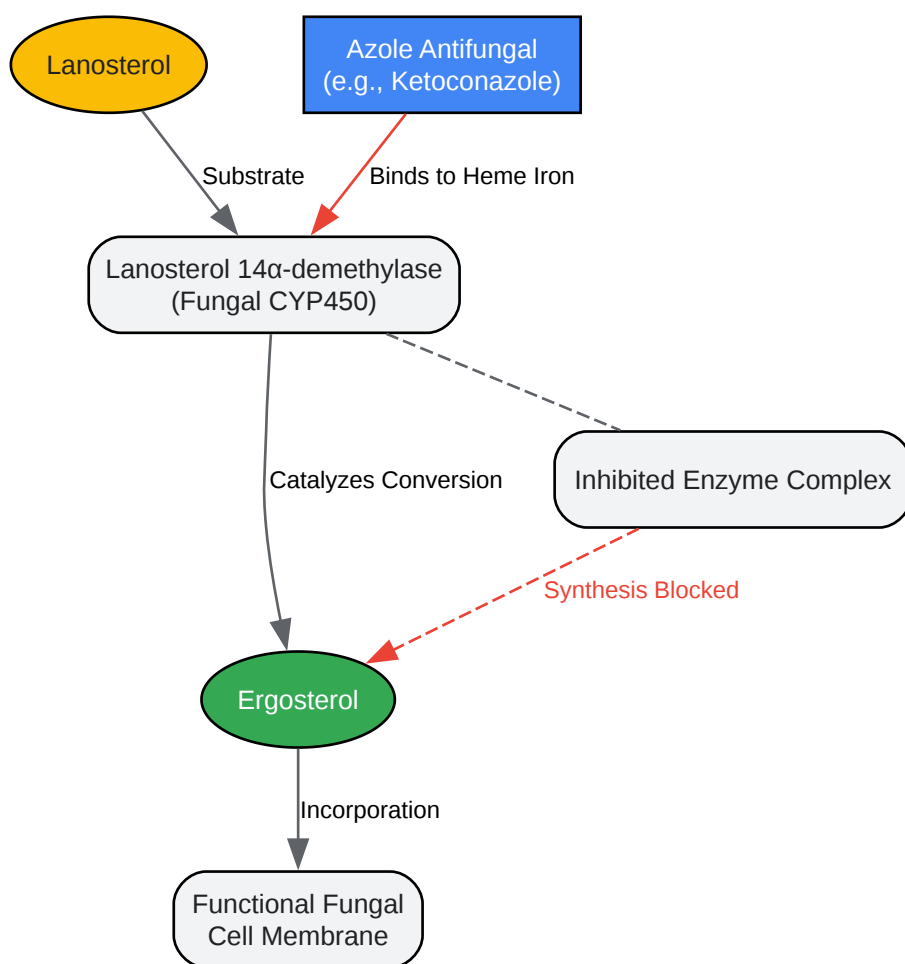 Lanosterol
Azole Antifungal
(e.g., Ketoconazole)
Substrate
Binds to Heme Iron
Lanosterol 14α-demethylase
(Fungal CYP450)
Catalyzes Conversion
Inhibited Enzyme Complex
Synthesis Blocked
Ergosterol
Incorporation
Functional Fungal
Cell Membrane